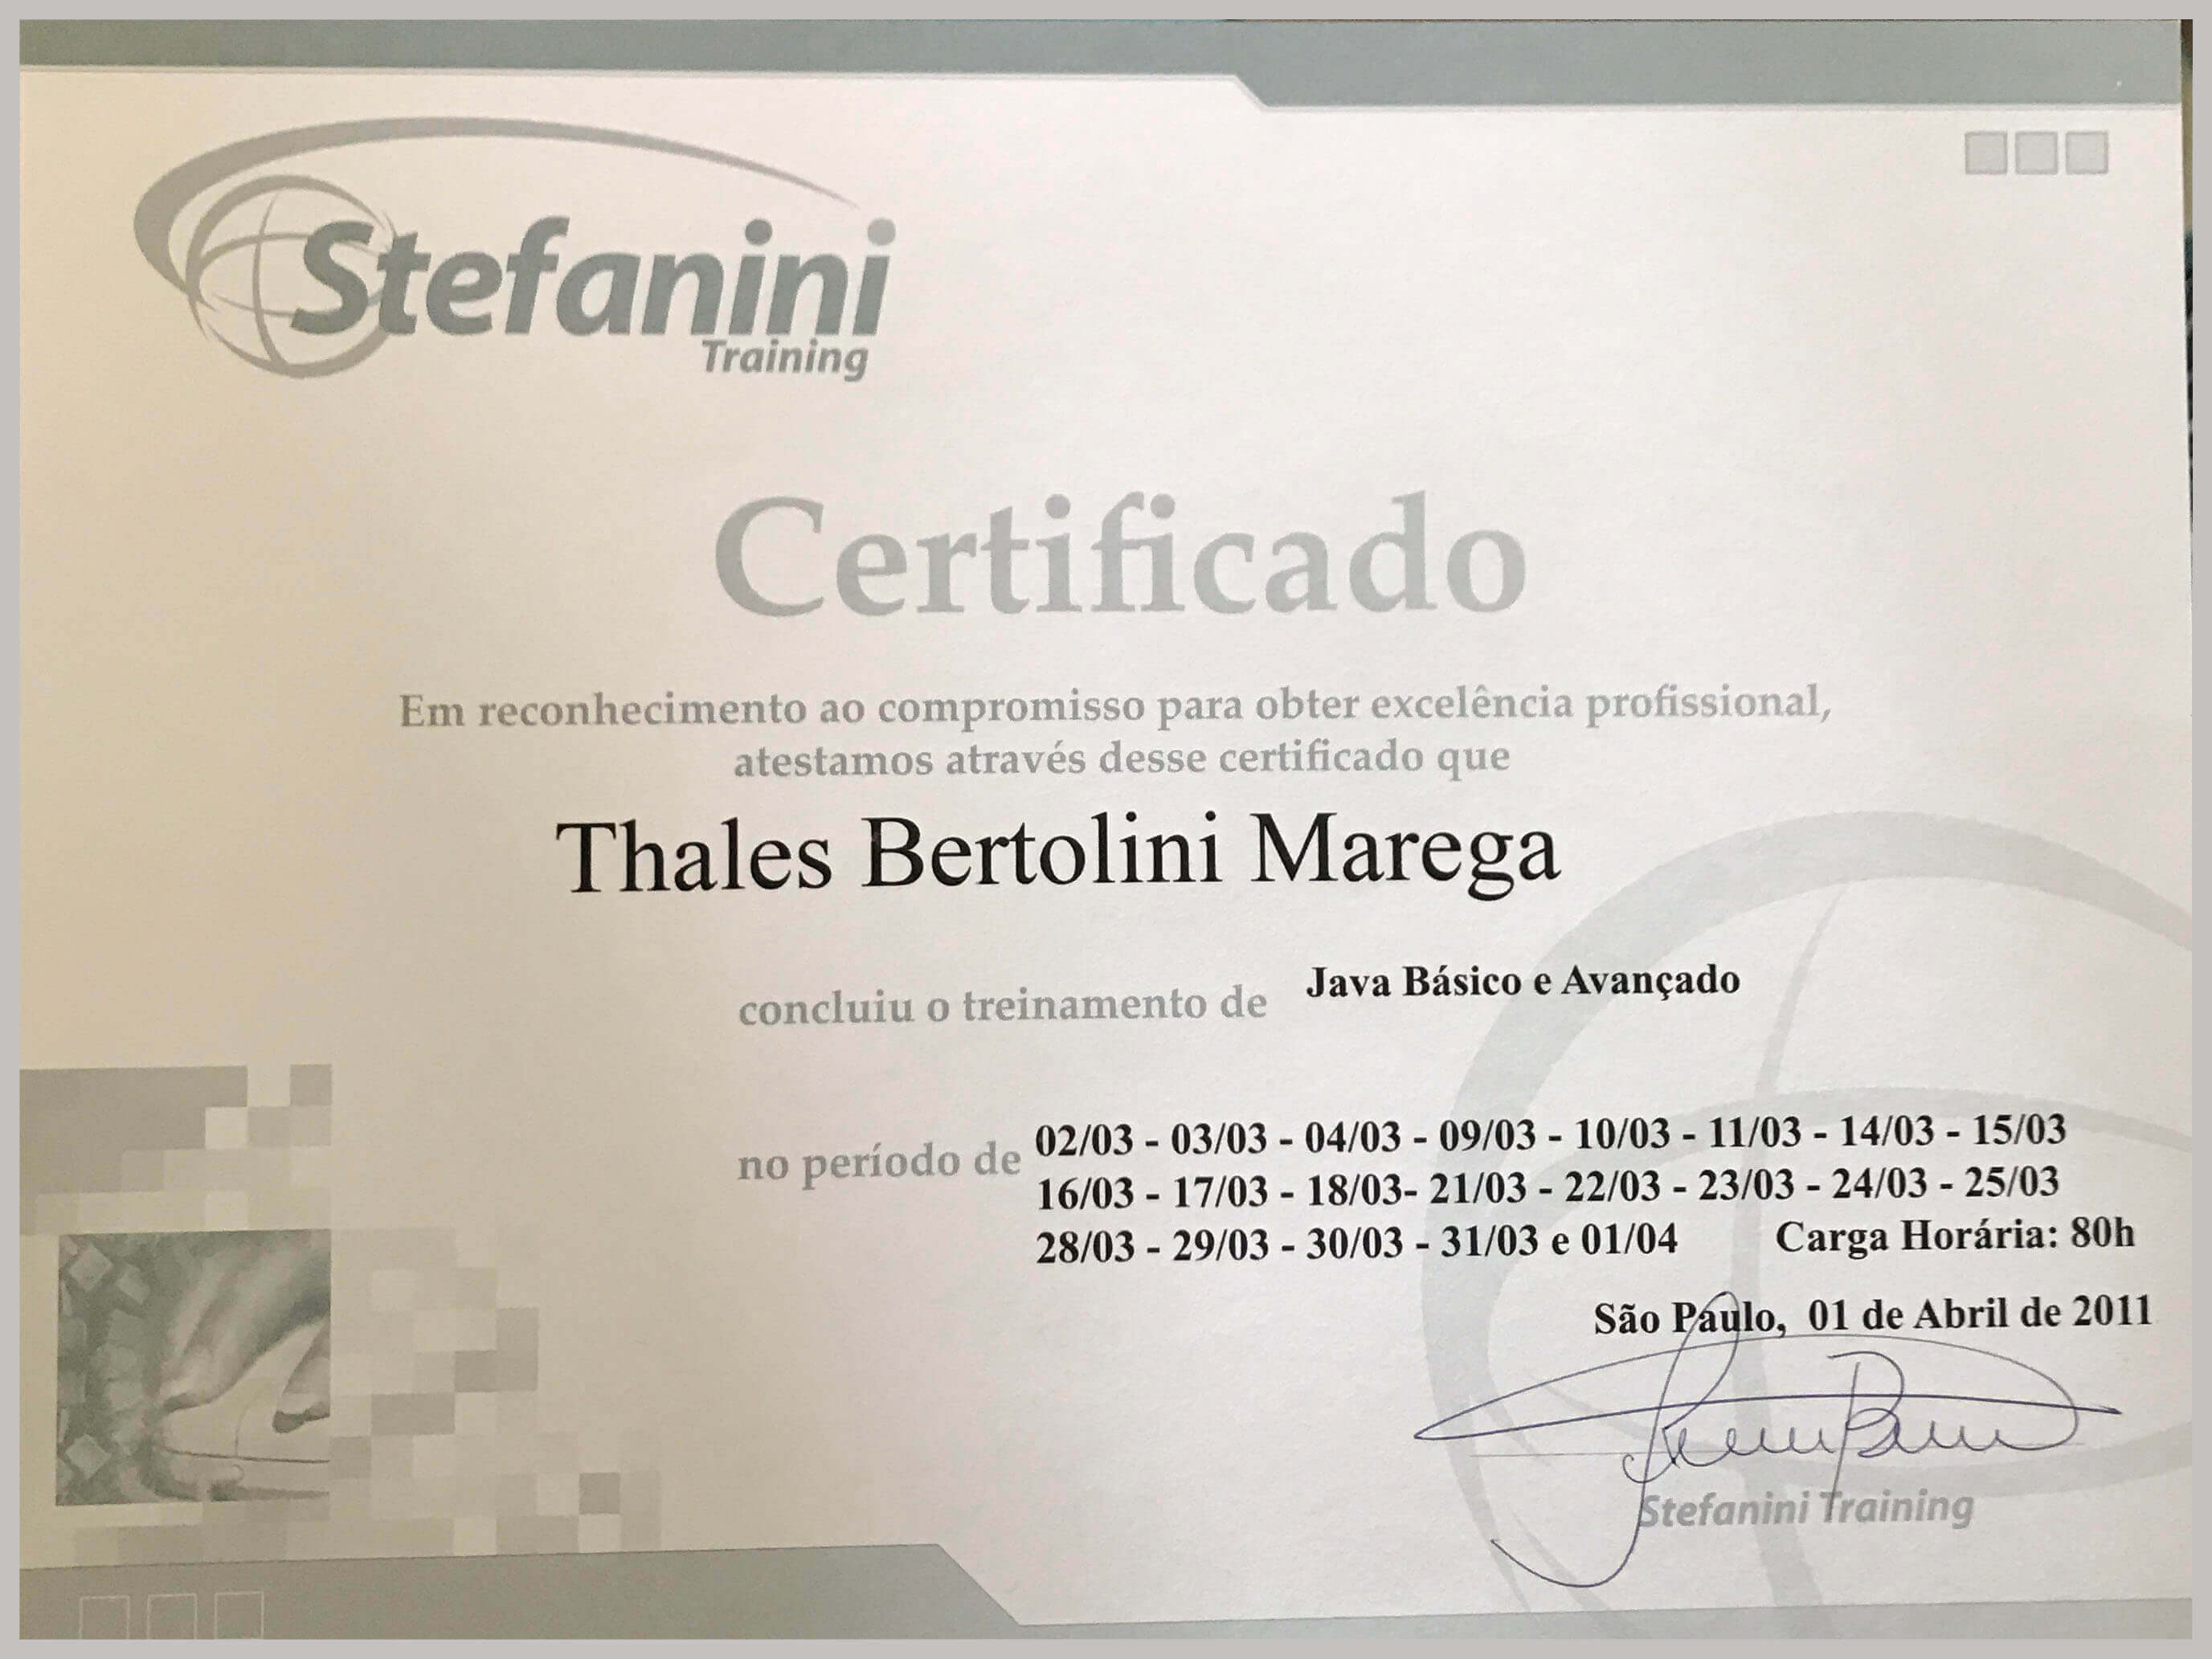 Stefanini
Training
Certificado
Em reconhecimento ao compromisso para obter excelência profissional,
atestamos através desse certificado que
Thales Bertolini Marega
concluiu o treinamento de Java Básico e Avançado
no período de 02/03 - 03/03 - 04/03 - 09/03 - 10/03 - 11/03 - 14/03 - 15/03
16/03 - 17/03 - 18/03- 21/03 - 22/03 - 23/03 - 24/03 - 25/03
28/03 - 29/03 - 30/03 - 31/03 e 01/04 Carga Horária: 80h
São Paulo, 01 de Abril de 2011
Stefanini Training